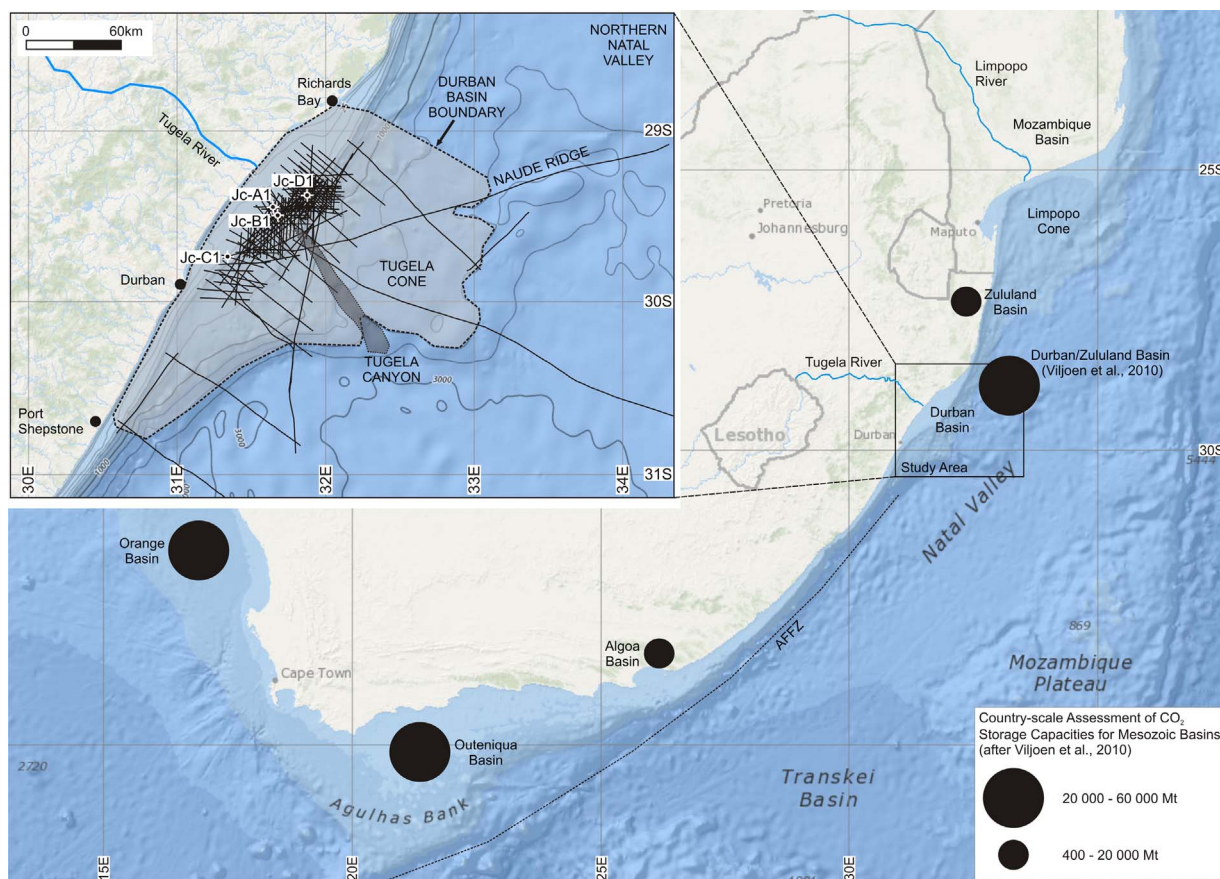 0
60km
NORTHERN
NATAL
VALLEY
Richards
Bay
DURBAN
BASIN
BOUNDARY
1000
29S
Tugela River
NAUDE RIDGE
Jc-D1
Jc-A1
Jc-B1
Jc-C1
TUGELA
CONE
Durban
30S
TUGELA
CANYON
3000
Port
Shepstone
3000
1000
31S
30E
31E
32E
33E
34E
Limpopo
River
Mozambique
Basin
25S
Pretoria
Johannesburg
Maputo
Limpopo
Cone
Zululand
Basin
Tugela River
Durban/Zululand Basin
(Viljoen et al., 2010)
Durban
Basin
Lesotho
Durban
30S
Study Area
5444
Natal Valley
Orange
Basin
Algoa
Basin
AFFZ
869
Cape Town
Mozambique
Plateau
Outeniqua
Basin
2720
Transkei
Basin
Agulhas Bank
15E
20E
25E
30E
Country-scale Assessment of CO₂
Storage Capacities for Mesozoic Basins
(after Viljoen et al., 2010)
20 000 - 60 000 Mt
400 - 20 000 Mt